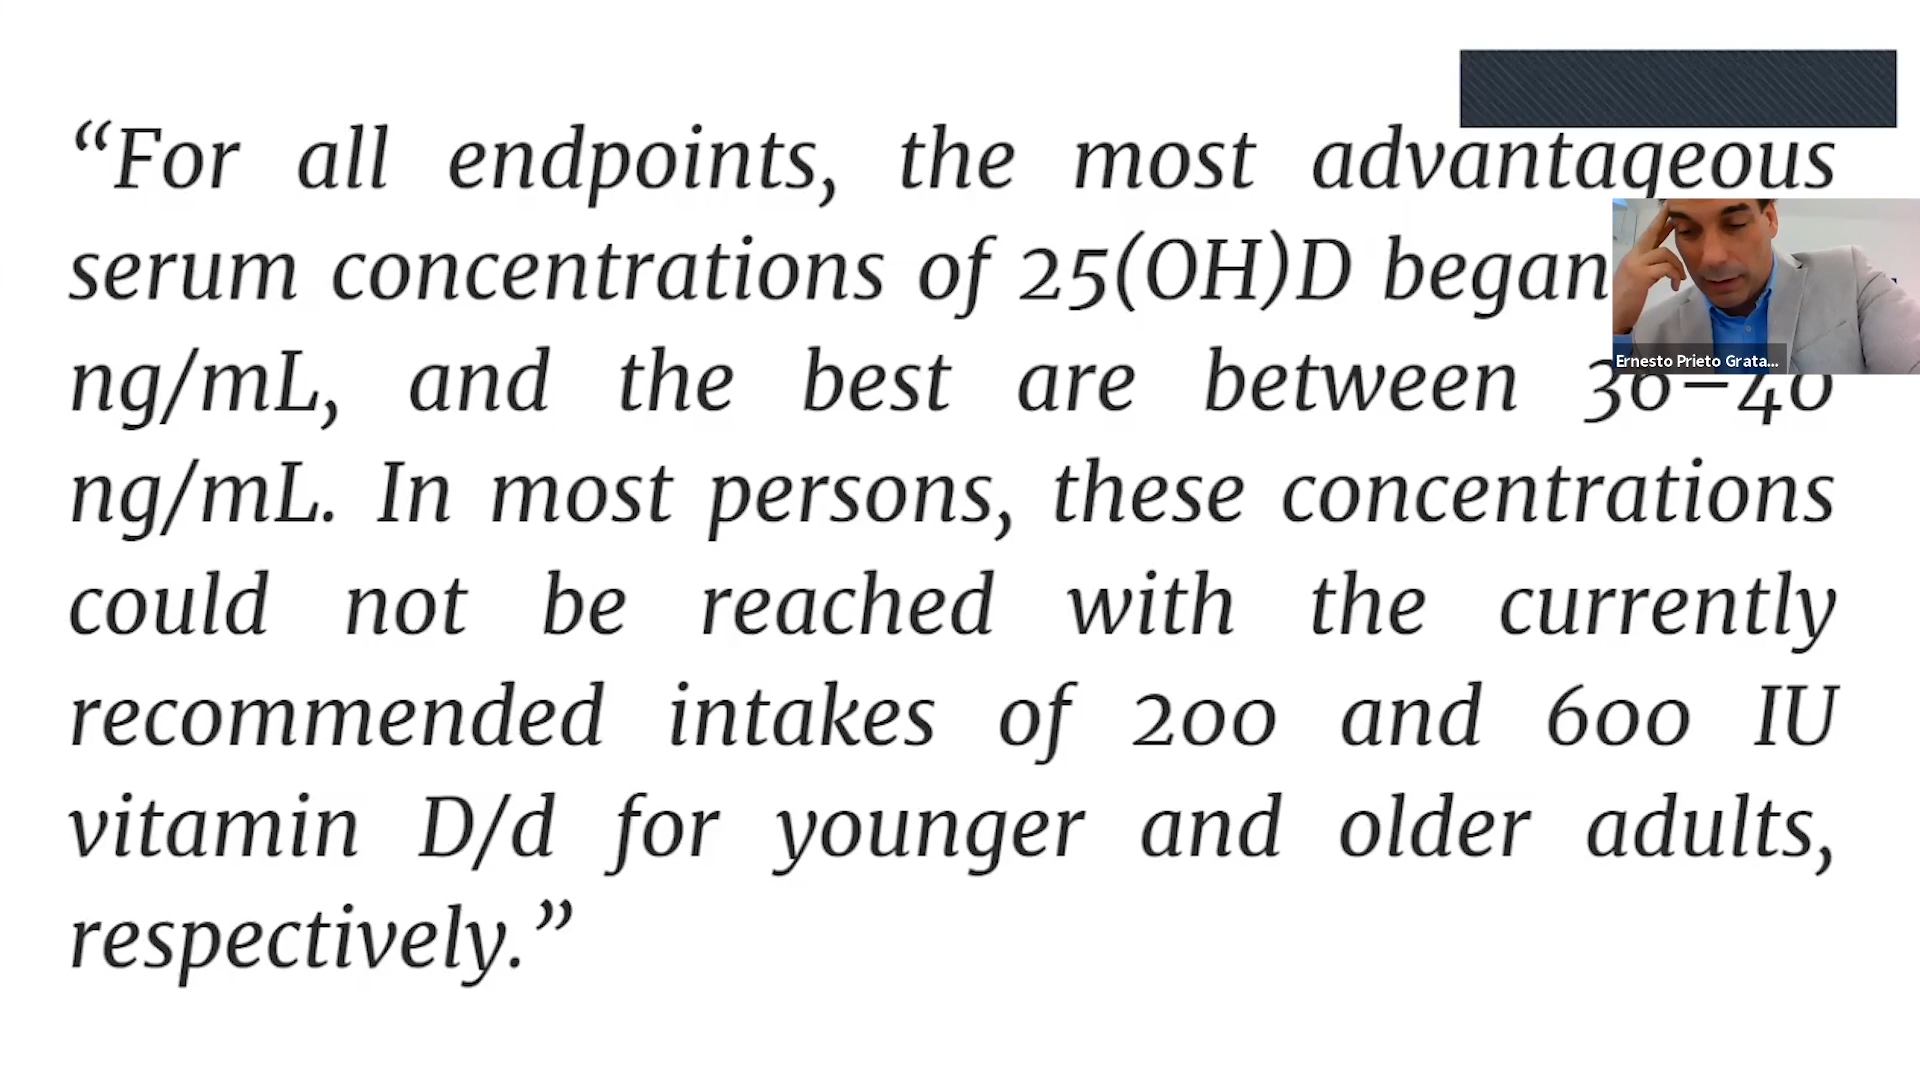 “For all endpoints, the most advantageous
serum concentrations of 25(OH)D began
ng/mL, and the best are between 36–40
ng/mL. In most persons, these concentrations
could not be reached with the currently
recommended intakes of 200 and 600 IU
vitamin D/d for younger and older adults,
respectively.”
Ernesto Prieto Grata...